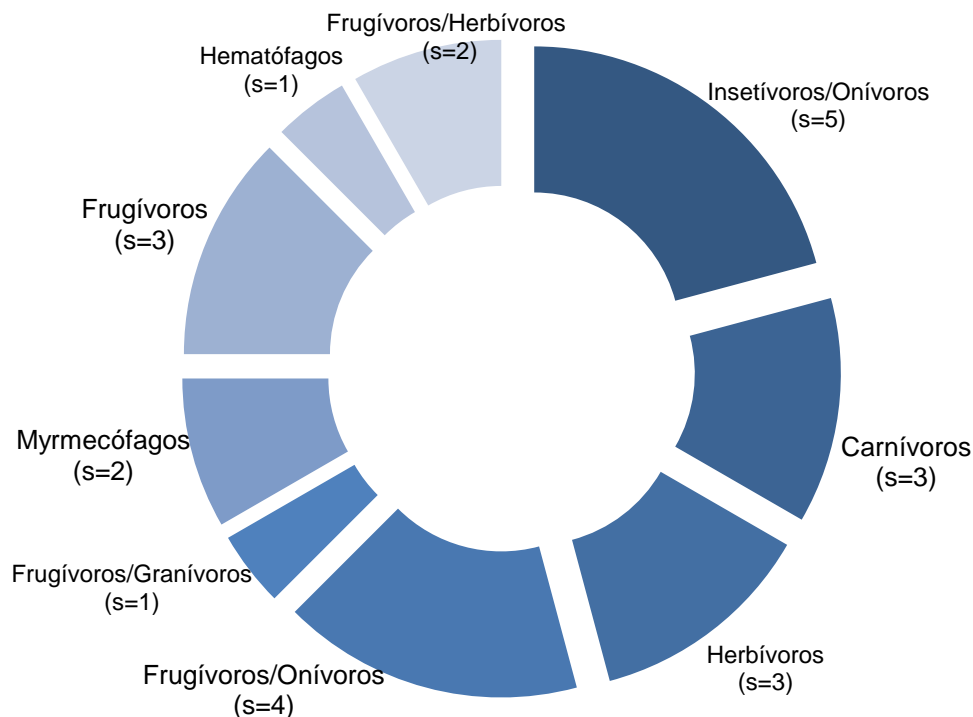 Frugívoros/Herbívoros
(s=2)
Hematófagos
(s=1)
Insetívoros/Onívoros
(s=5)
Frugívoros
(s=3)
Myrmecófagos
(s=2)
Carnívoros
(s=3)
Frugívoros/Granívoros
(s=1)
Frugívoros/Onívoros
(s=4)
Herbívoros
(s=3)